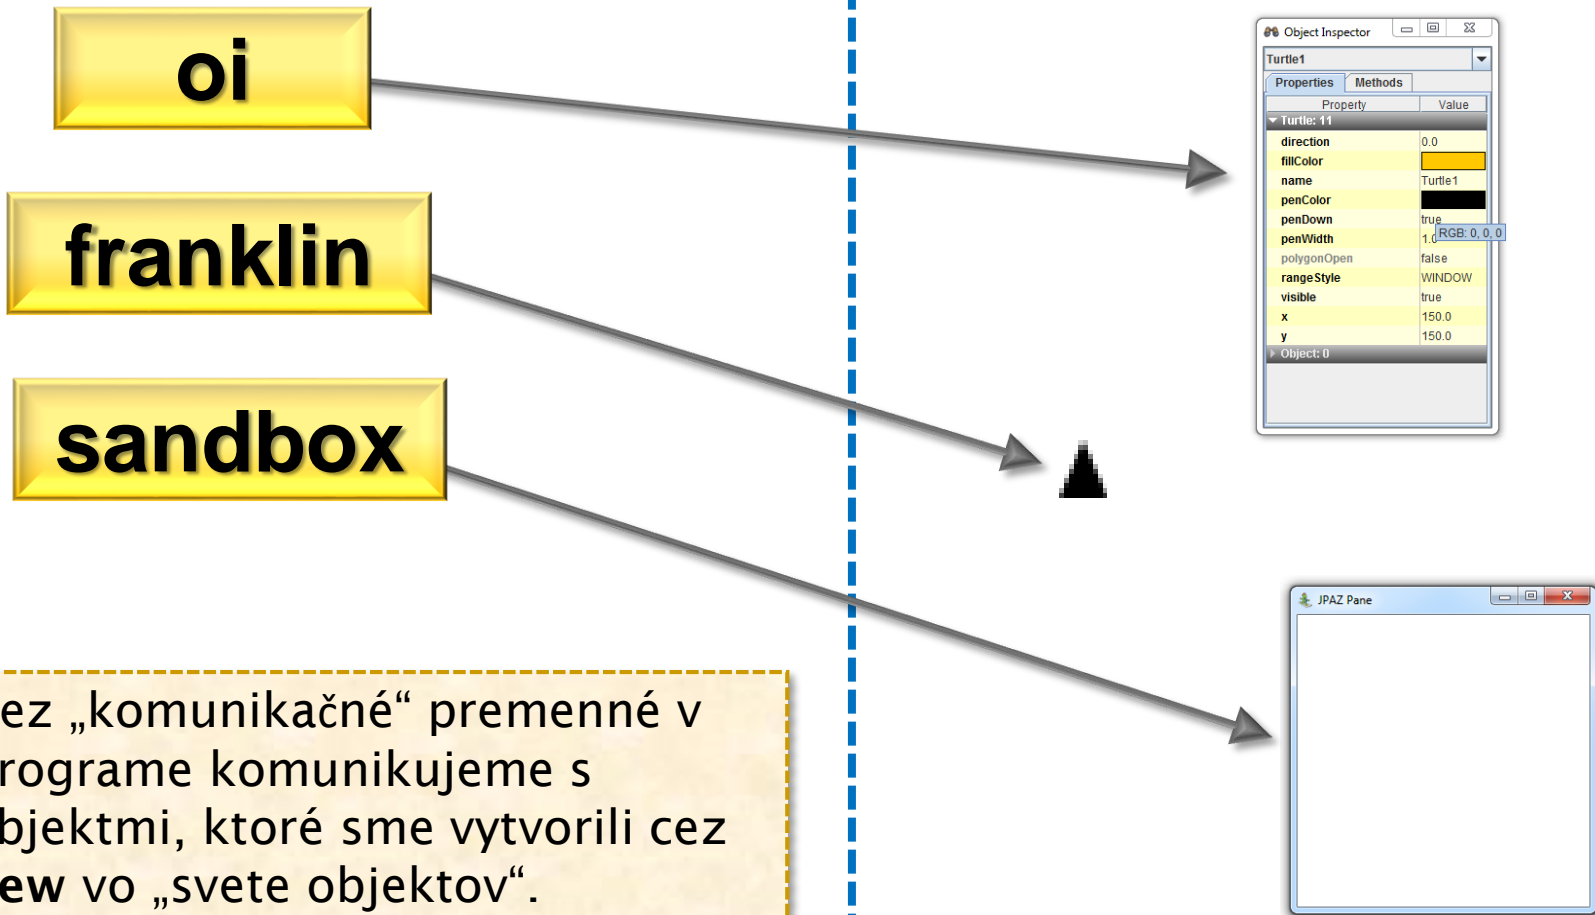 oi
franklin
sandbox
Object Inspector
Turtle1
Properties Methods
Property Value
Turtle: 11
direction 0.0
fillColor
name Turtle1
penColor
penDown true
RGB: 0, 0, 0
penWidth 1.0
polygonOpen false
rangeStyle WINDOW
visible true
x 150.0
y 150.0
Object: 0
JPAZ Pane
ez „komunikačné“ premenné v
rograme komunikujeme s
bjektmi, ktoré sme vytvorili cez
ew vo „svete objektov“.